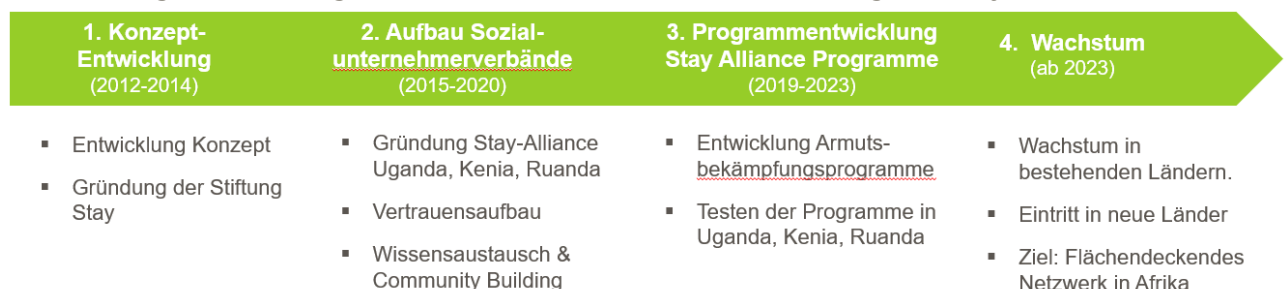 1. Konzept-
Entwicklung
(2012-2014)
2. Aufbau Sozial-
unternehmerverbände
(2015-2020)
3. Programmentwicklung
Stay Alliance Programme
(2019-2023)
4. Wachstum
(ab 2023)
▪ Entwicklung Konzept
▪ Gründung der Stiftung
Stay
▪ Gründung Stay-Alliance
Uganda, Kenia, Ruanda
▪ Vertrauensaufbau
▪ Wissensaustausch &
Community Building
▪ Entwicklung Armuts-
bekämpfungsprogramme
▪ Testen der Programme in
Uganda, Kenia, Ruanda
▪ Wachstum in
bestehenden Ländern.
▪ Eintritt in neue Länder
▪ Ziel: Flächendeckendes
Netzwerk in Afrika